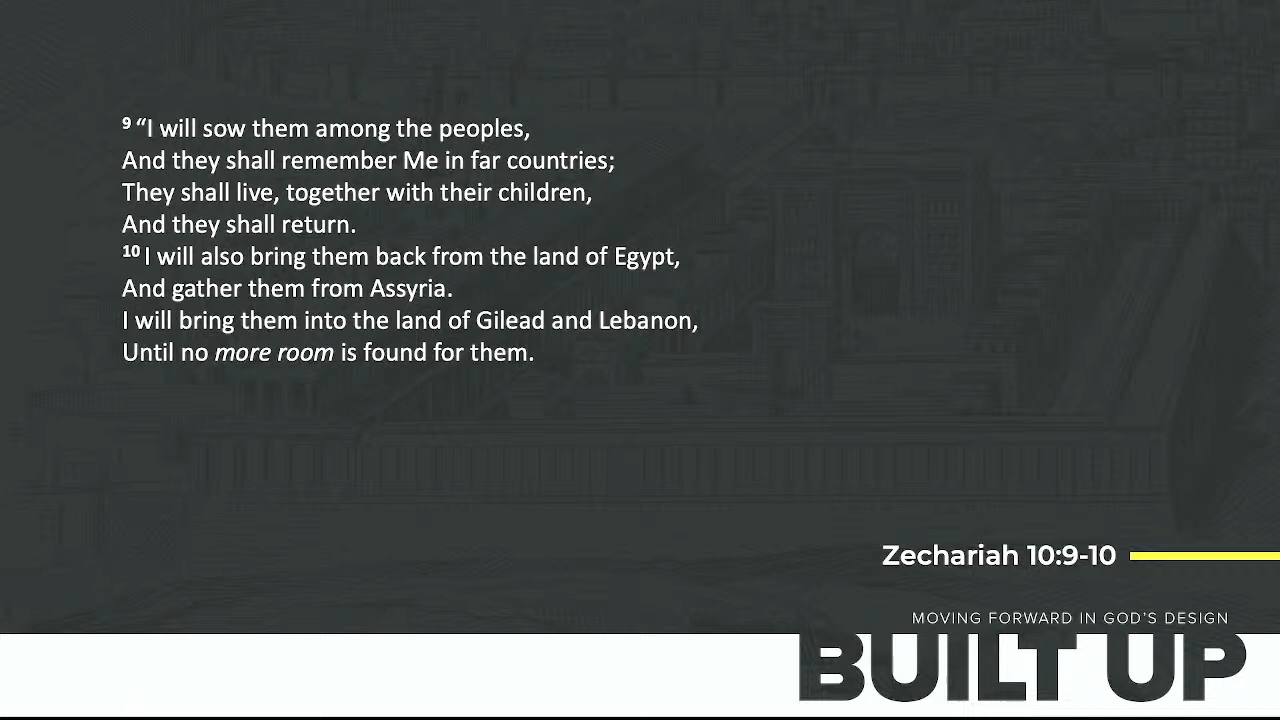 9 “I will sow them among the peoples,
And they shall remember Me in far countries;
They shall live, together with their children,
And they shall return.
10 I will also bring them back from the land of Egypt,
And gather them from Assyria.
I will bring them into the land of Gilead and Lebanon,
Until no more room is found for them.
Zechariah 10:9-10
MOVING FORWARD IN GOD’S DESIGN
BUILT UP